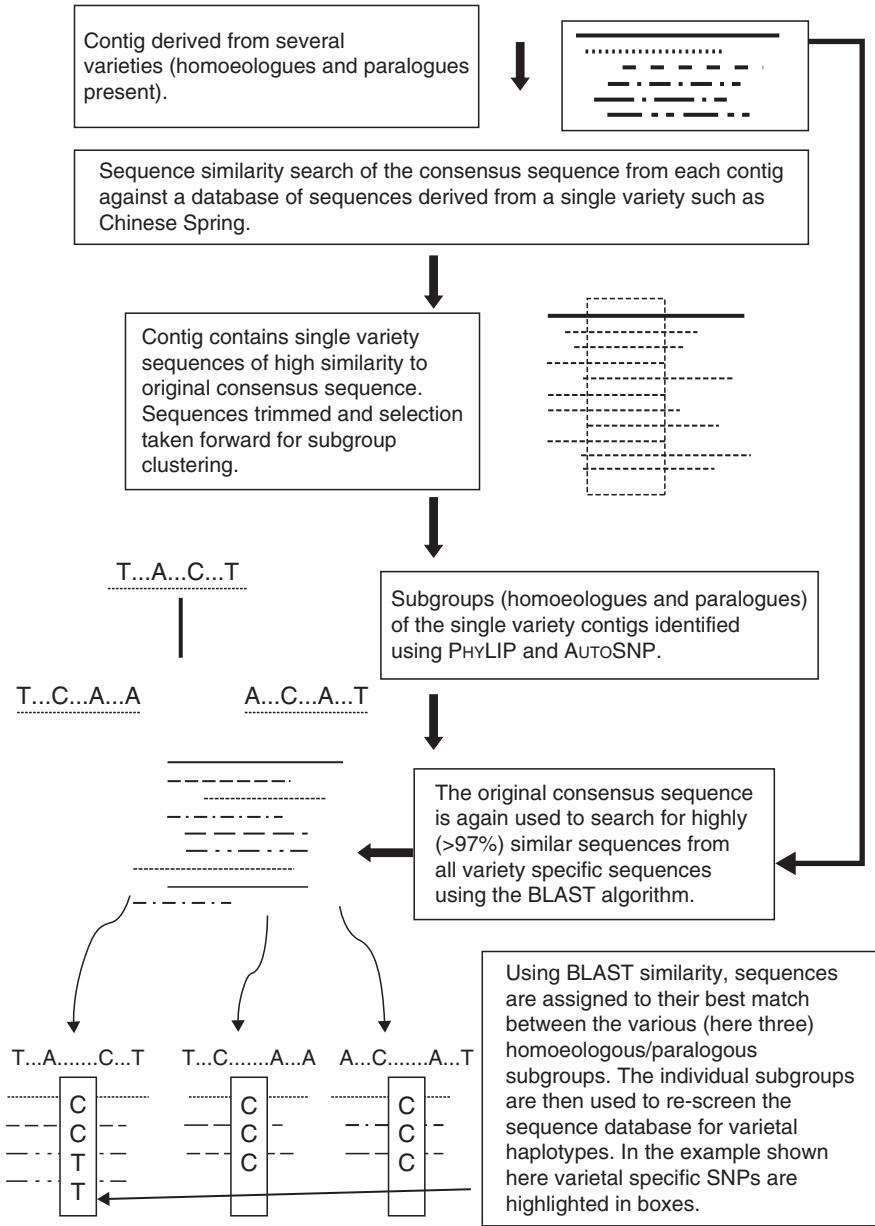 Contig derived from several
varieties (homoeologues and paralogues
present).
Sequence similarity search of the consensus sequence from each contig
against a database of sequences derived from a single variety such as
Chinese Spring.
Contig contains single variety
sequences of high similarity to
original consensus sequence.
Sequences trimmed and selection
taken forward for subgroup
clustering.
T...A...C...T
Subgroups (homoeologues and paralogues)
of the single variety contigs identified
using PHYLIP and AUTOSNP.
T...C...A...A
A...C...A...T
The original consensus sequence
is again used to search for highly
(>97%) similar sequences from
all variety specific sequences
using the BLAST algorithm.
Using BLAST similarity, sequences
are assigned to their best match
between the various (here three)
homoeologous/paralogous
subgroups. The individual subgroups
are then used to re-screen the
sequence database for varietal
haplotypes. In the example shown
here varietal specific SNPs are
highlighted in boxes.
T...A.......C...T
T...C.......A...A
A...C.......A...T
C
C
T
T
C
C
C
C
C
C